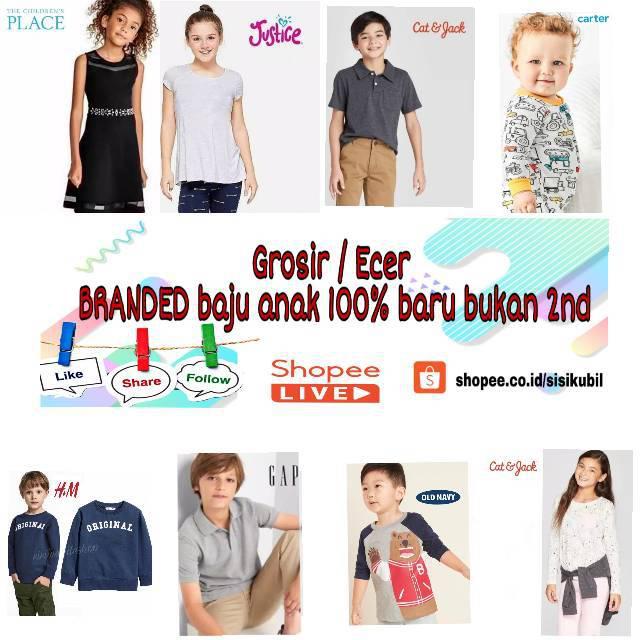 THE CHILDREN'S
PLACE
Justice
Cat & Jack
carter
Grosir / Ecer
BRANDED baju anak 100% baru bukan 2nd
Like
Share
Follow
Shopee
LIVE
S
shopee.co.id/sisikubil
H&M
ORIGINAL
ORIGINAL
GAP
OLD NAVY
B
Cat & Jack